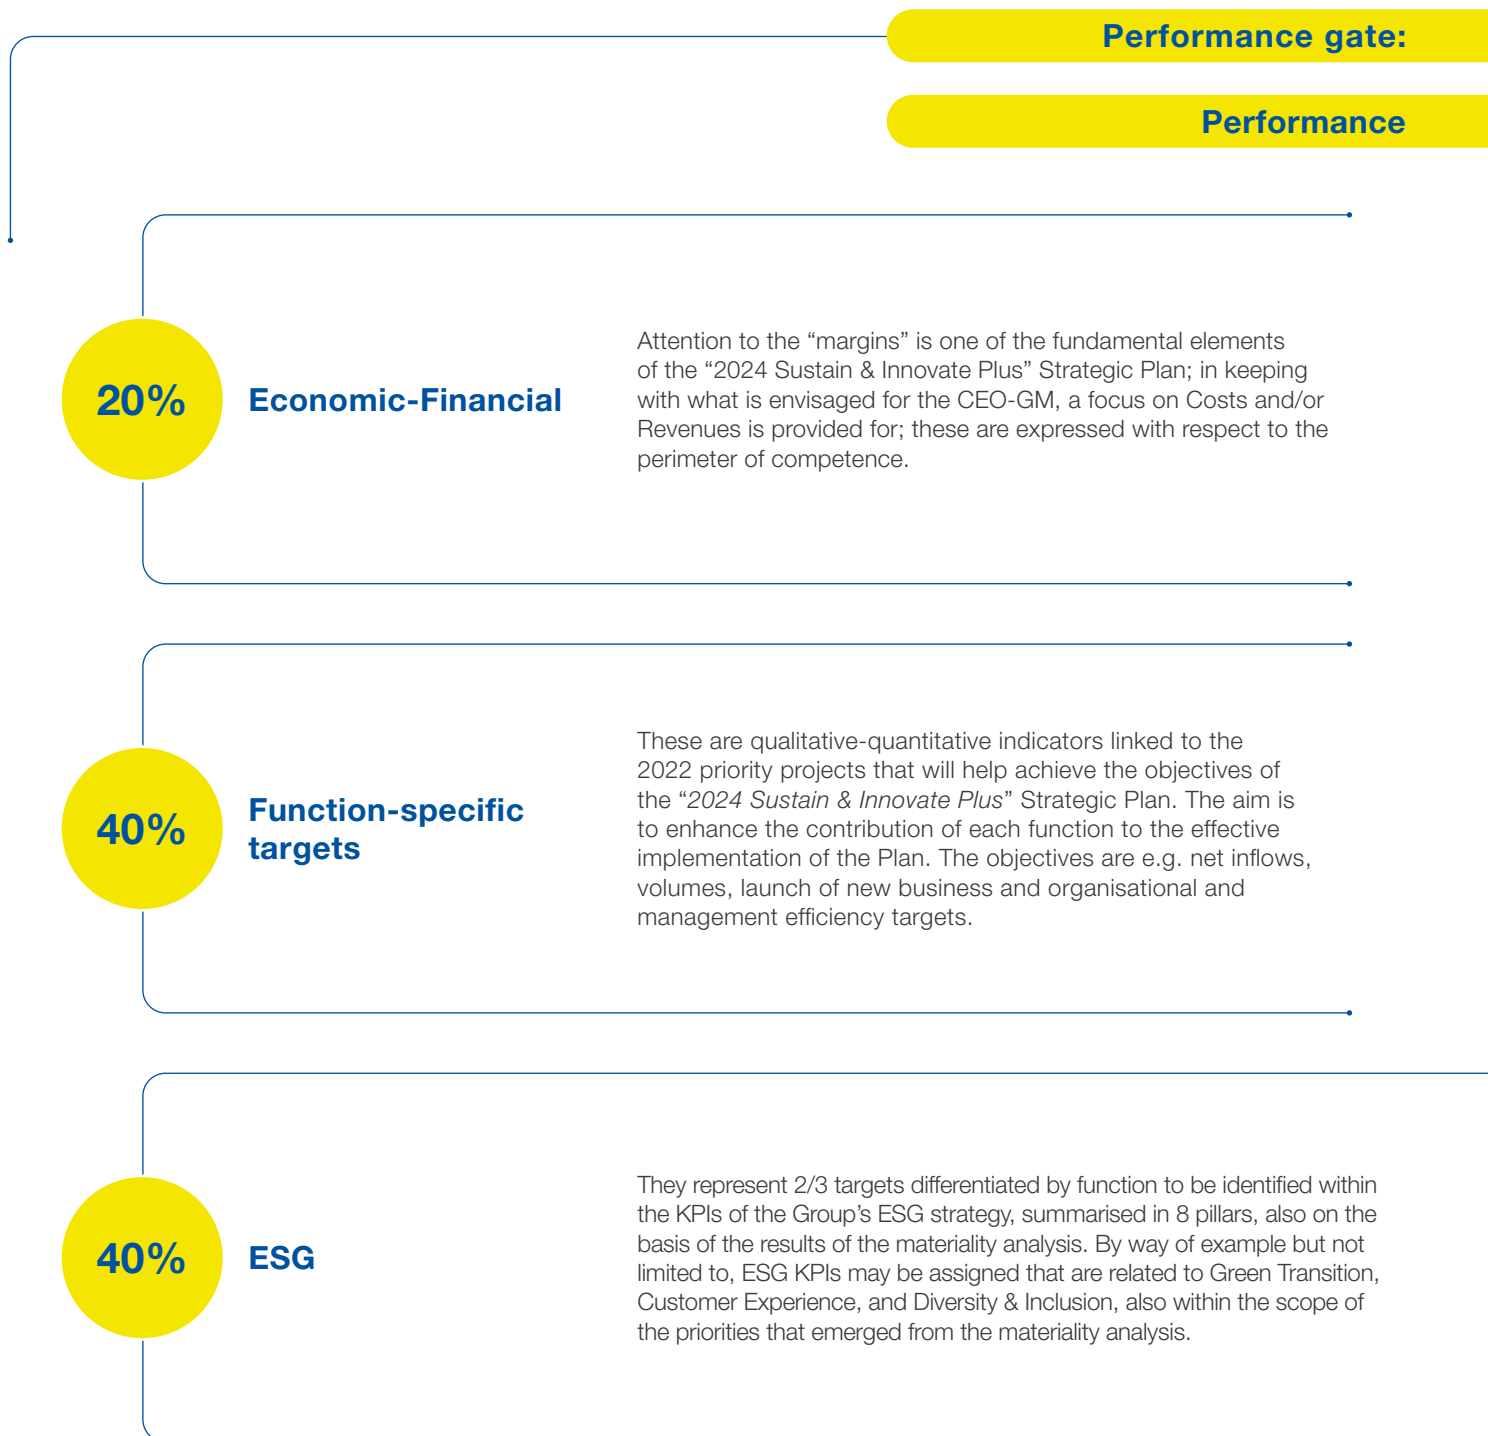 Performance gate:
Performance
20%
Economic-Financial
Attention to the “margins” is one of the fundamental elements
of the “2024 Sustain & Innovate Plus” Strategic Plan; in keeping
with what is envisaged for the CEO-GM, a focus on Costs and/or
Revenues is provided for; these are expressed with respect to the
perimeter of competence.
40%
Function-specific
targets
These are qualitative-quantitative indicators linked to the
2022 priority projects that will help achieve the objectives of
the “2024 Sustain & Innovate Plus” Strategic Plan. The aim is
to enhance the contribution of each function to the effective
implementation of the Plan. The objectives are e.g. net inflows,
volumes, launch of new business and organisational and
management efficiency targets.
40%
ESG
They represent 2/3 targets differentiated by function to be identified within
the KPIs of the Group’s ESG strategy, summarised in 8 pillars, also on the
basis of the results of the materiality analysis. By way of example but not
limited to, ESG KPIs may be assigned that are related to Green Transition,
Customer Experience, and Diversity & Inclusion, also within the scope of
the priorities that emerged from the materiality analysis.